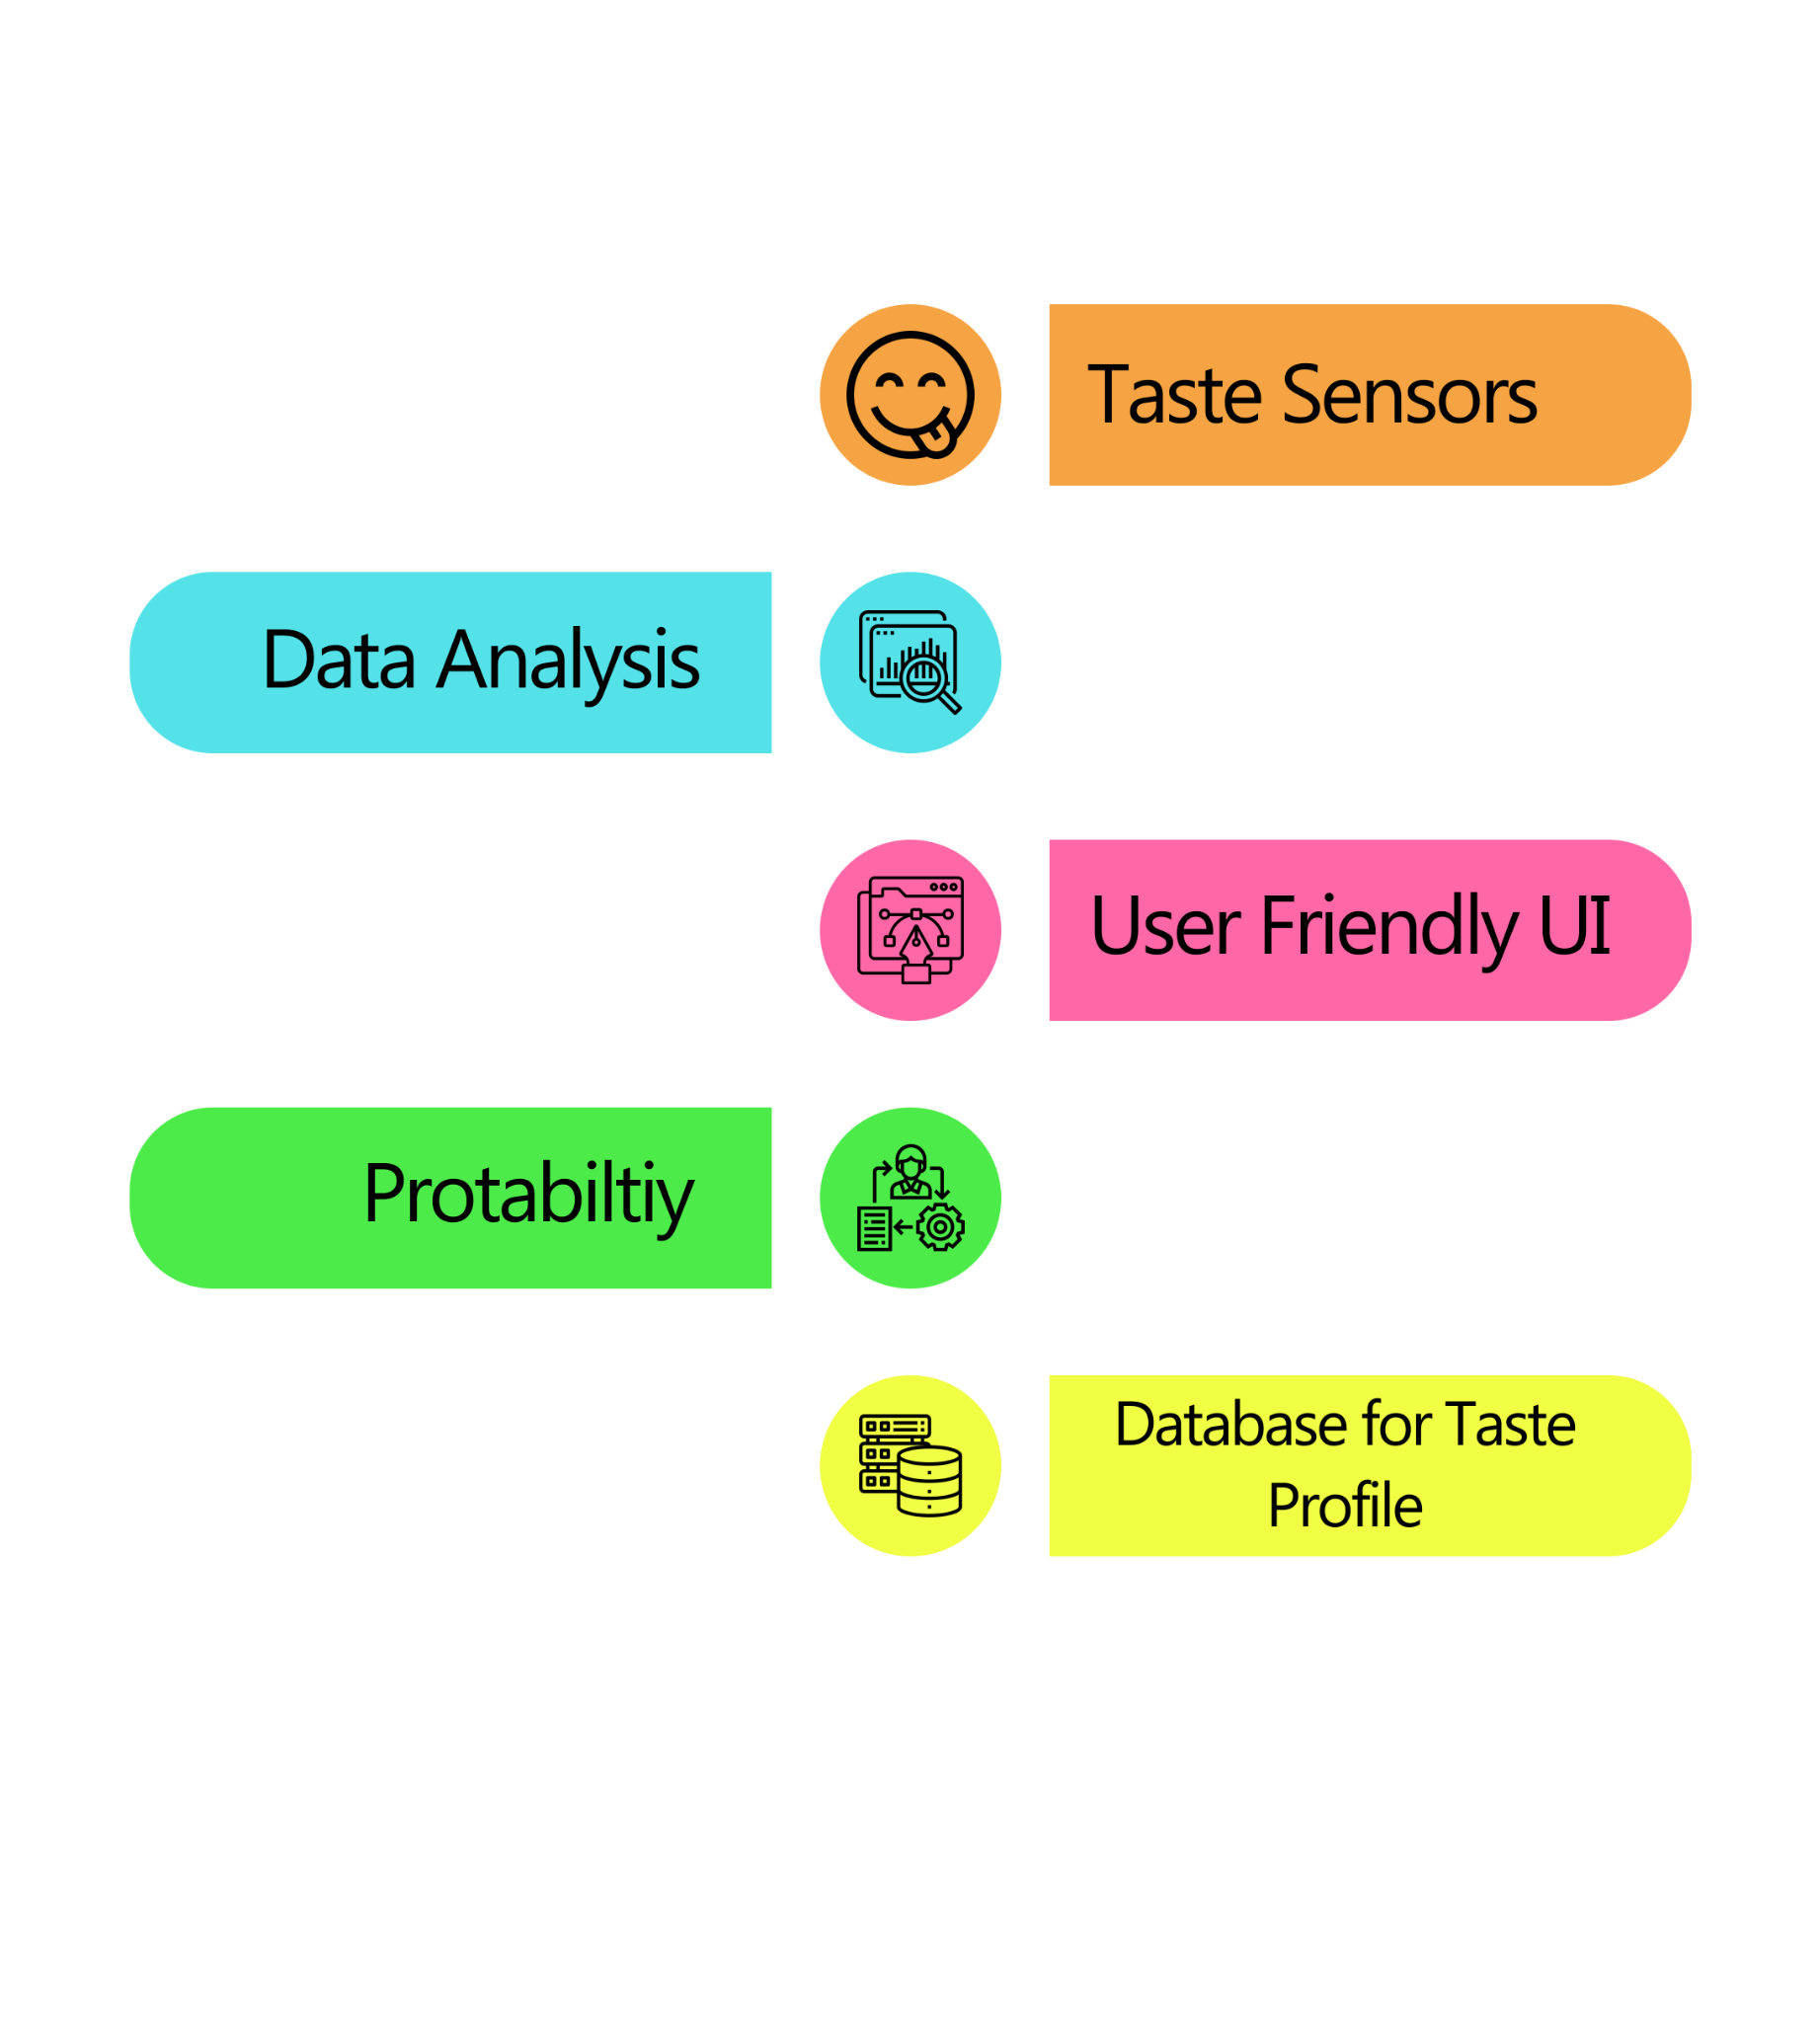 Taste Sensors
Data Analysis
User Friendly UI
Protabiltiy
Database for Taste
Profile